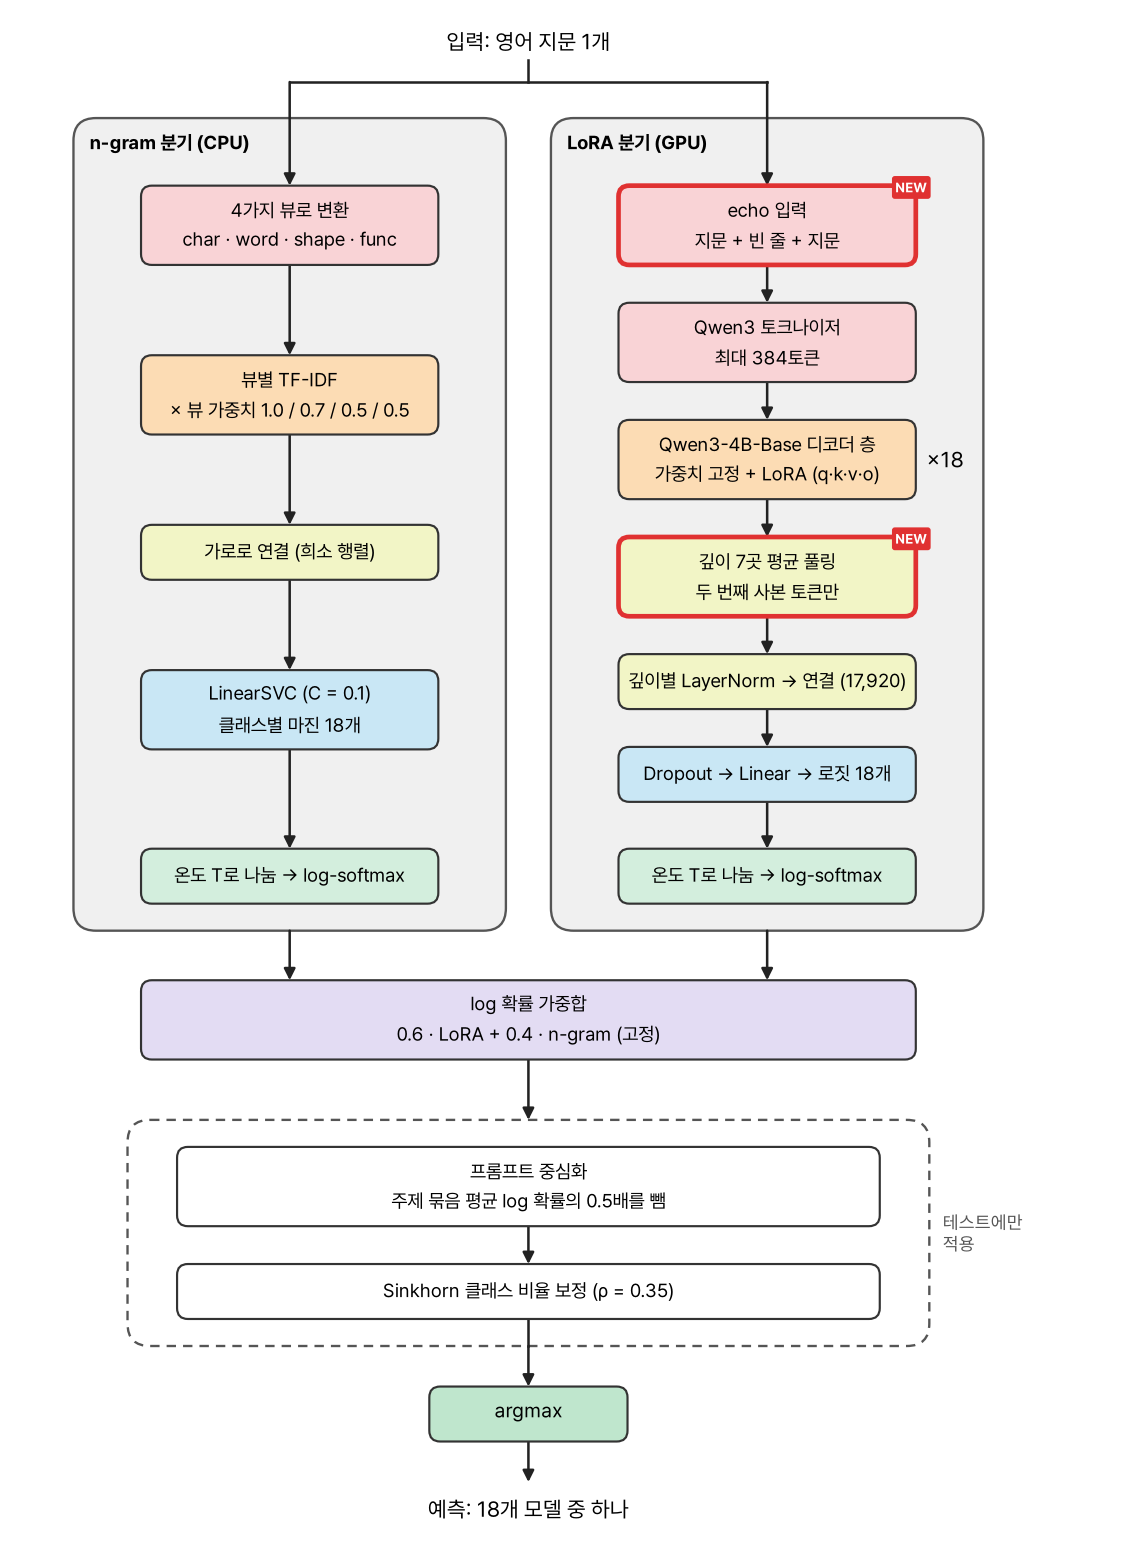 입력: 영어 지문 1개
n-gram 분기 (CPU)
4가지 뷰로 변환
char · word · shape · func
뷰별 TF-IDF
× 뷰 가중치 1.0 / 0.7 / 0.5 / 0.5
가로로 연결 (희소 행렬)
LinearSVC (C = 0.1)
클래스별 마진 18개
온도 T로 나눔 → log-softmax
LoRA 분기 (GPU)
NEW
echo 입력
지문 + 빈 줄 + 지문
Qwen3 토크나이저
최대 384토큰
Qwen3-4B-Base 디코더 층
가중치 고정 + LoRA (q·k·v·o)
×18
NEW
깊이 7곳 평균 풀링
두 번째 사본 토큰만
깊이별 LayerNorm → 연결 (17,920)
Dropout → Linear → 로짓 18개
온도 T로 나눔 → log-softmax
log 확률 가중합
0.6 · LoRA + 0.4 · n-gram (고정)
프롬프트 중심화
주제 묶음 평균 log 확률의 0.5배를 뺌
Sinkhorn 클래스 비율 보정 (ρ = 0.35)
테스트에만
적용
argmax
예측: 18개 모델 중 하나